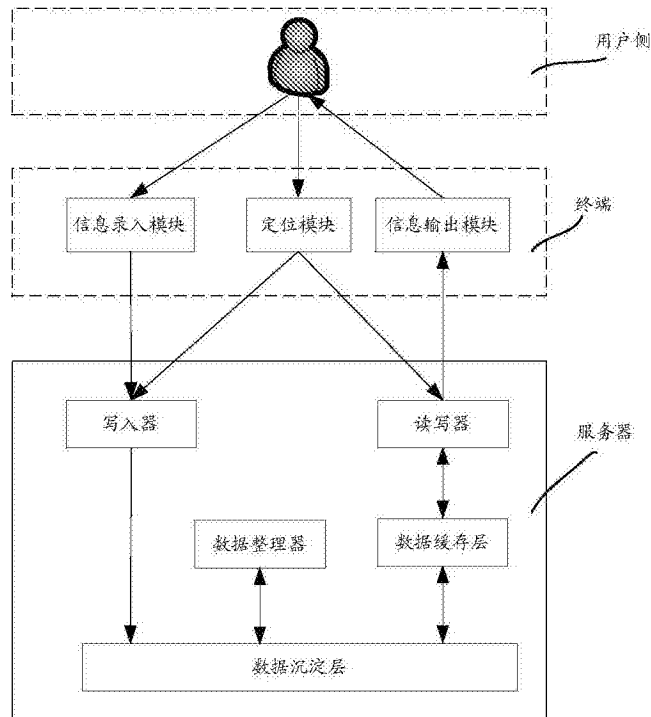 用户侧
信息录入模块
定位模块
信息输出模块
终端
写入器
读写器
服务器
数据整理器
数据缓存层
数据沉淀层